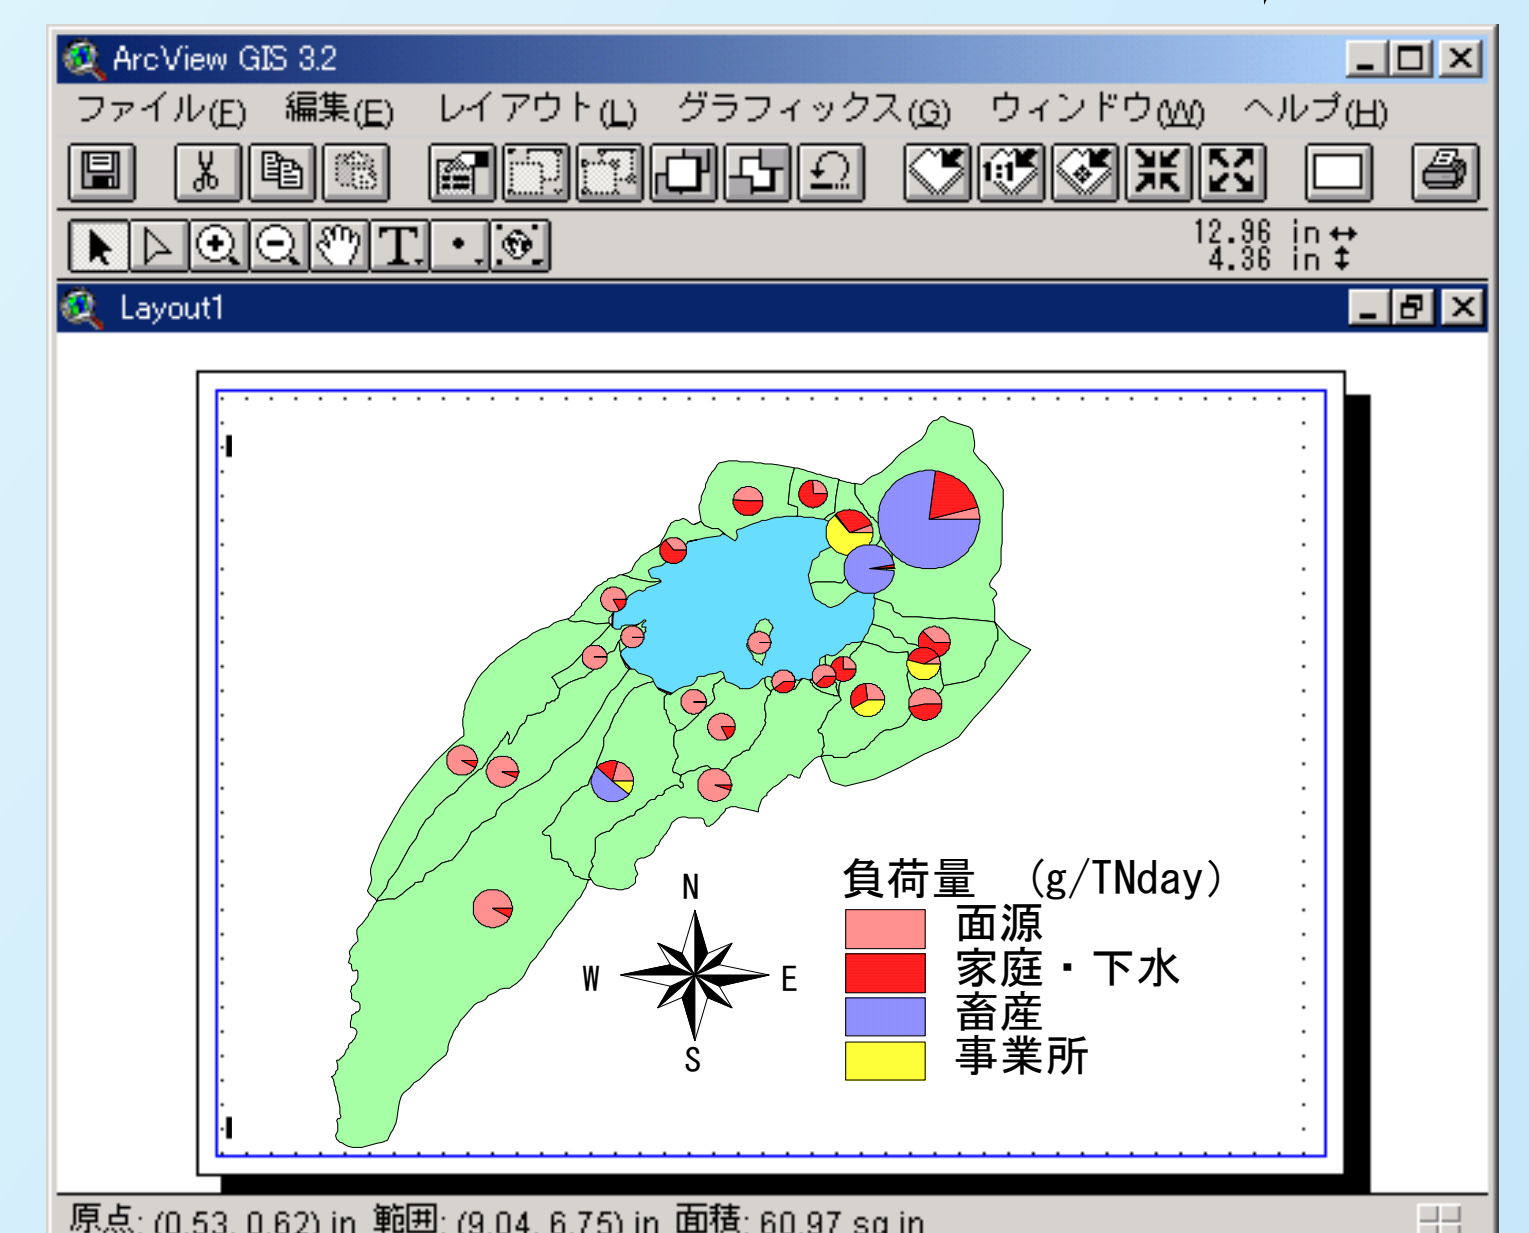 ArcView GIS 3.2
ファイル(F) 編集(E) レイアウト(L) グラフィックス(G) ウィンドウ(W) ヘルプ(H)
1:1
T
12.96 in
4.36 in
Layout1
N
W
E
S
負荷量 (g/TNday)
面源
家庭・下水
畜産
事業所
原点: (0.53, 0.62) in 範囲: (9.04, 6.75) in 面積: 60.97 sq in